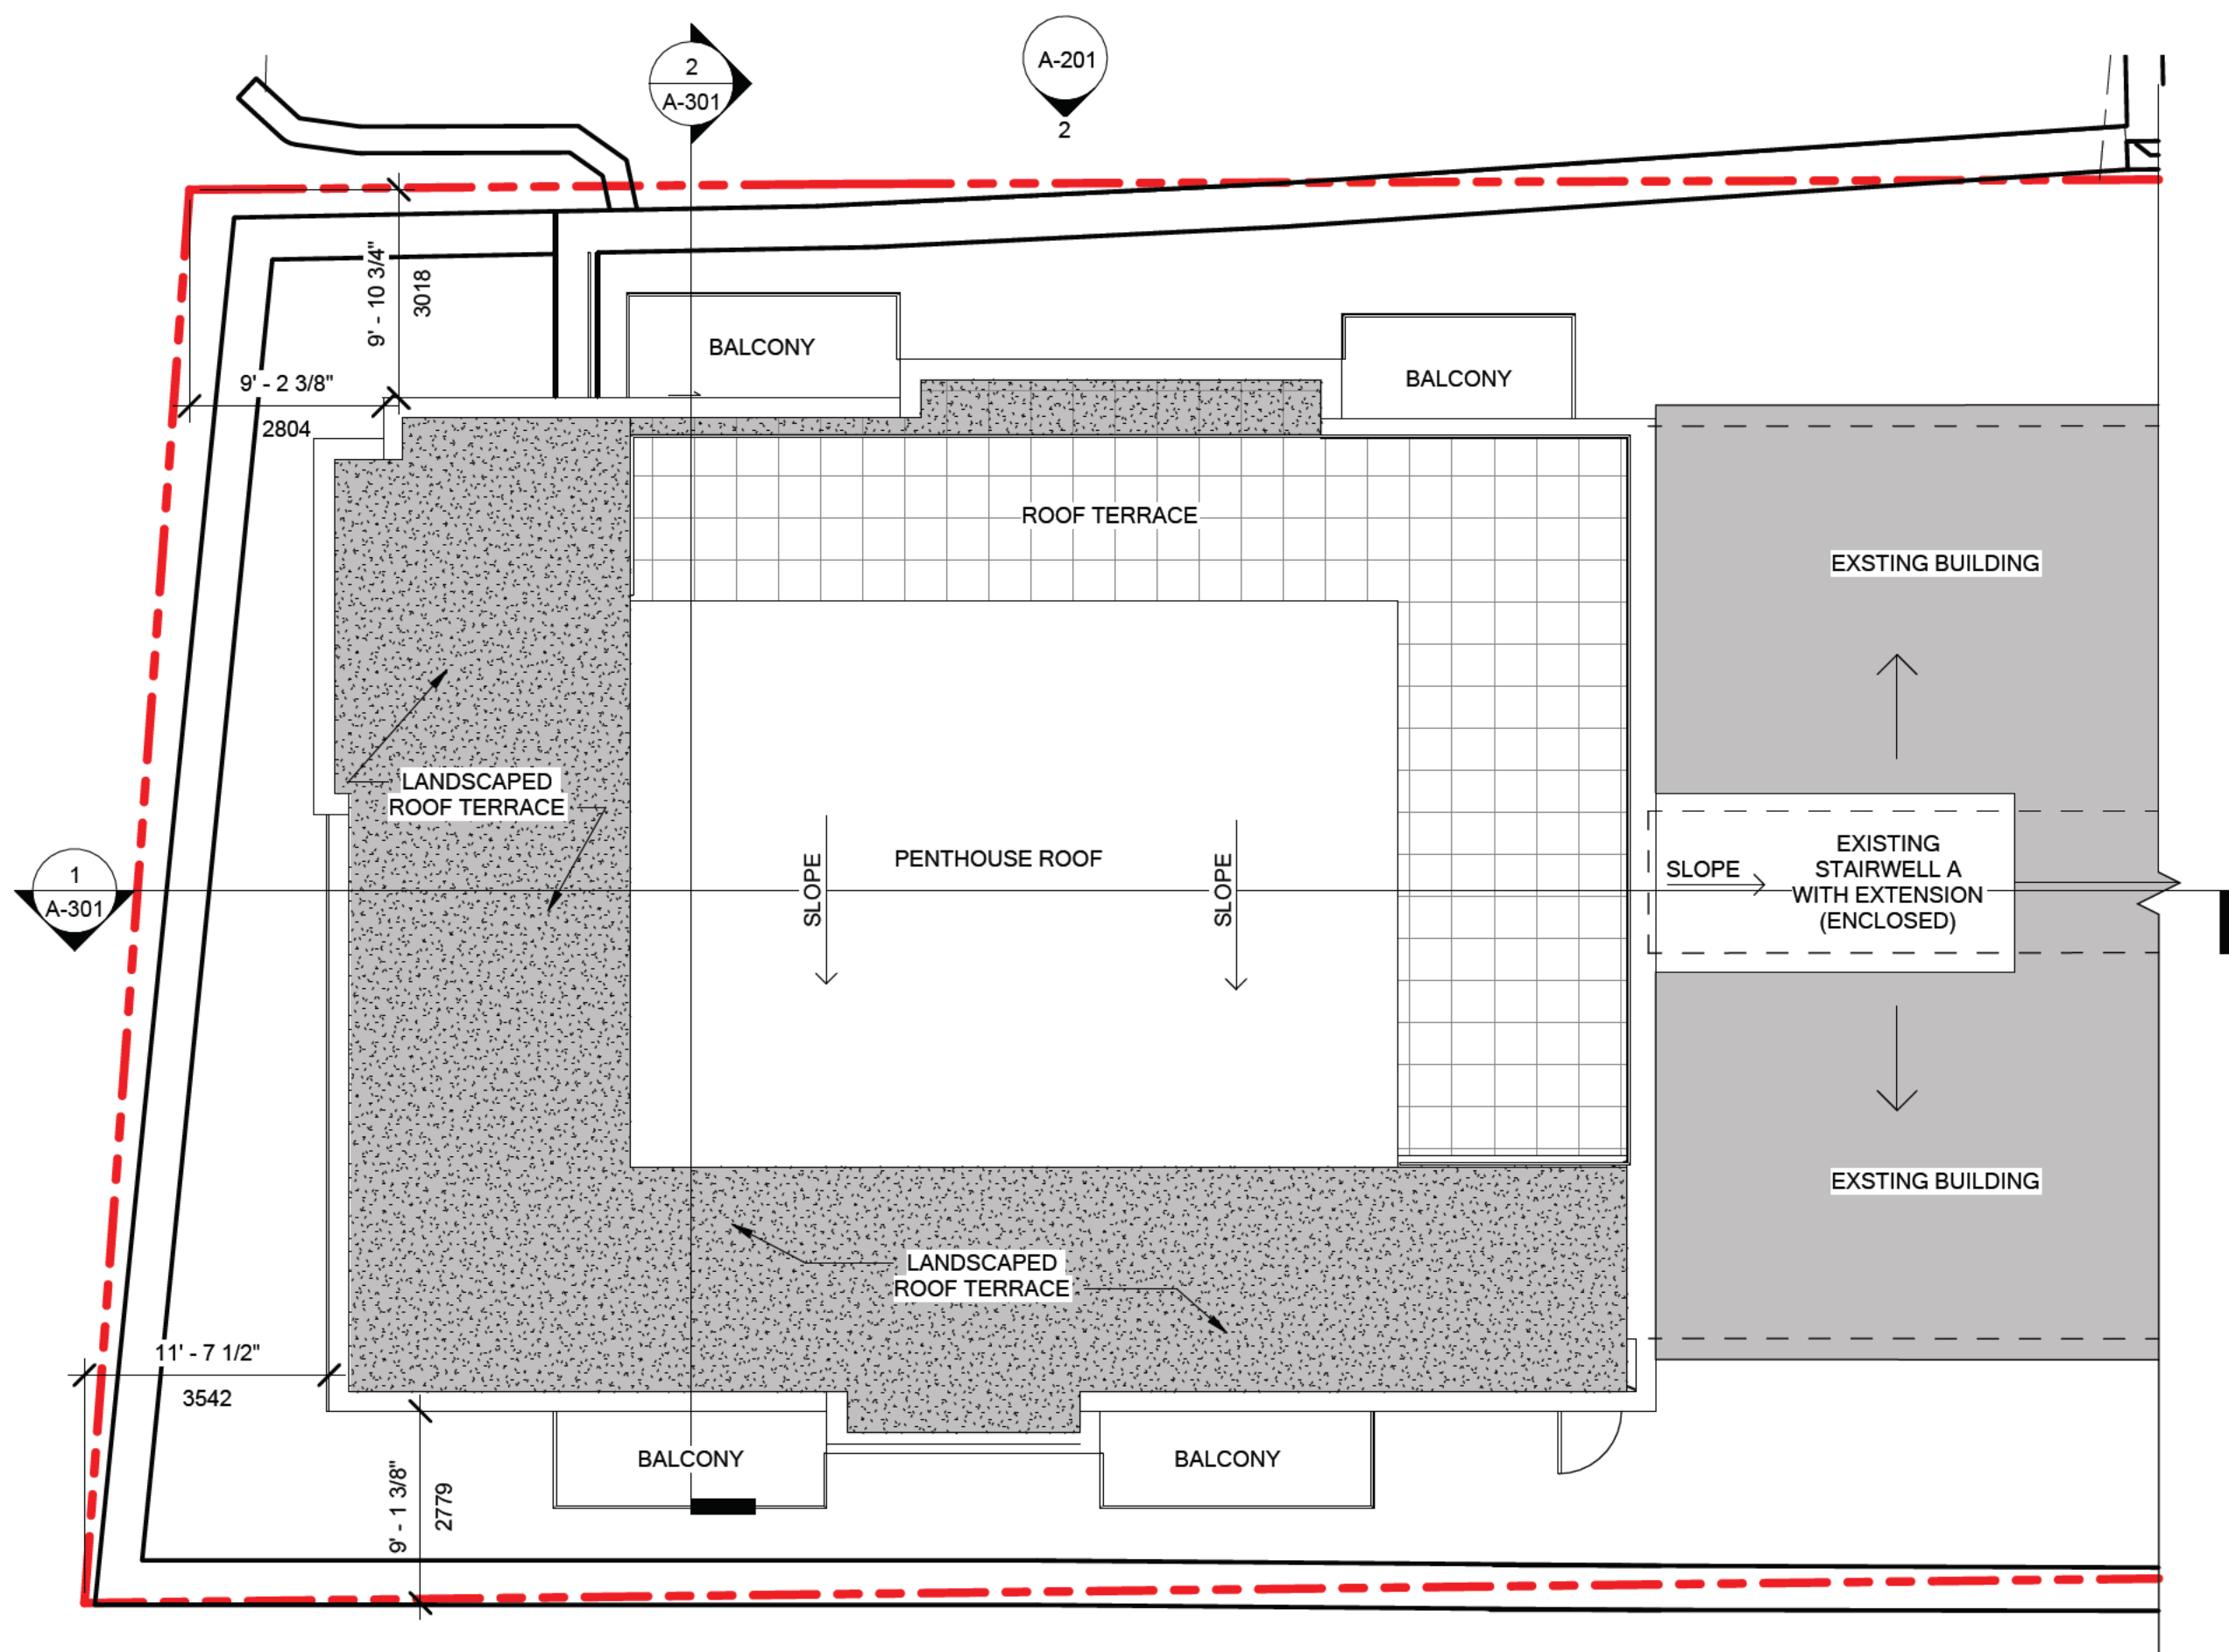 2
A-301
A-201
2
9' - 10 3/4"
3018
9' - 2 3/8"
2804
BALCONY
BALCONY
ROOF TERRACE
EXSTING BUILDING
LANDSCAPED
ROOF TERRACE
SLOPE
PENTHOUSE ROOF
SLOPE
SLOPE
EXISTING
STAIRWELL A
WITH EXTENSION
(ENCLOSED)
1
A-301
EXSTING BUILDING
LANDSCAPED
ROOF TERRACE
11' - 7 1/2"
3542
BALCONY
BALCONY
9' - 1 3/8"
2779